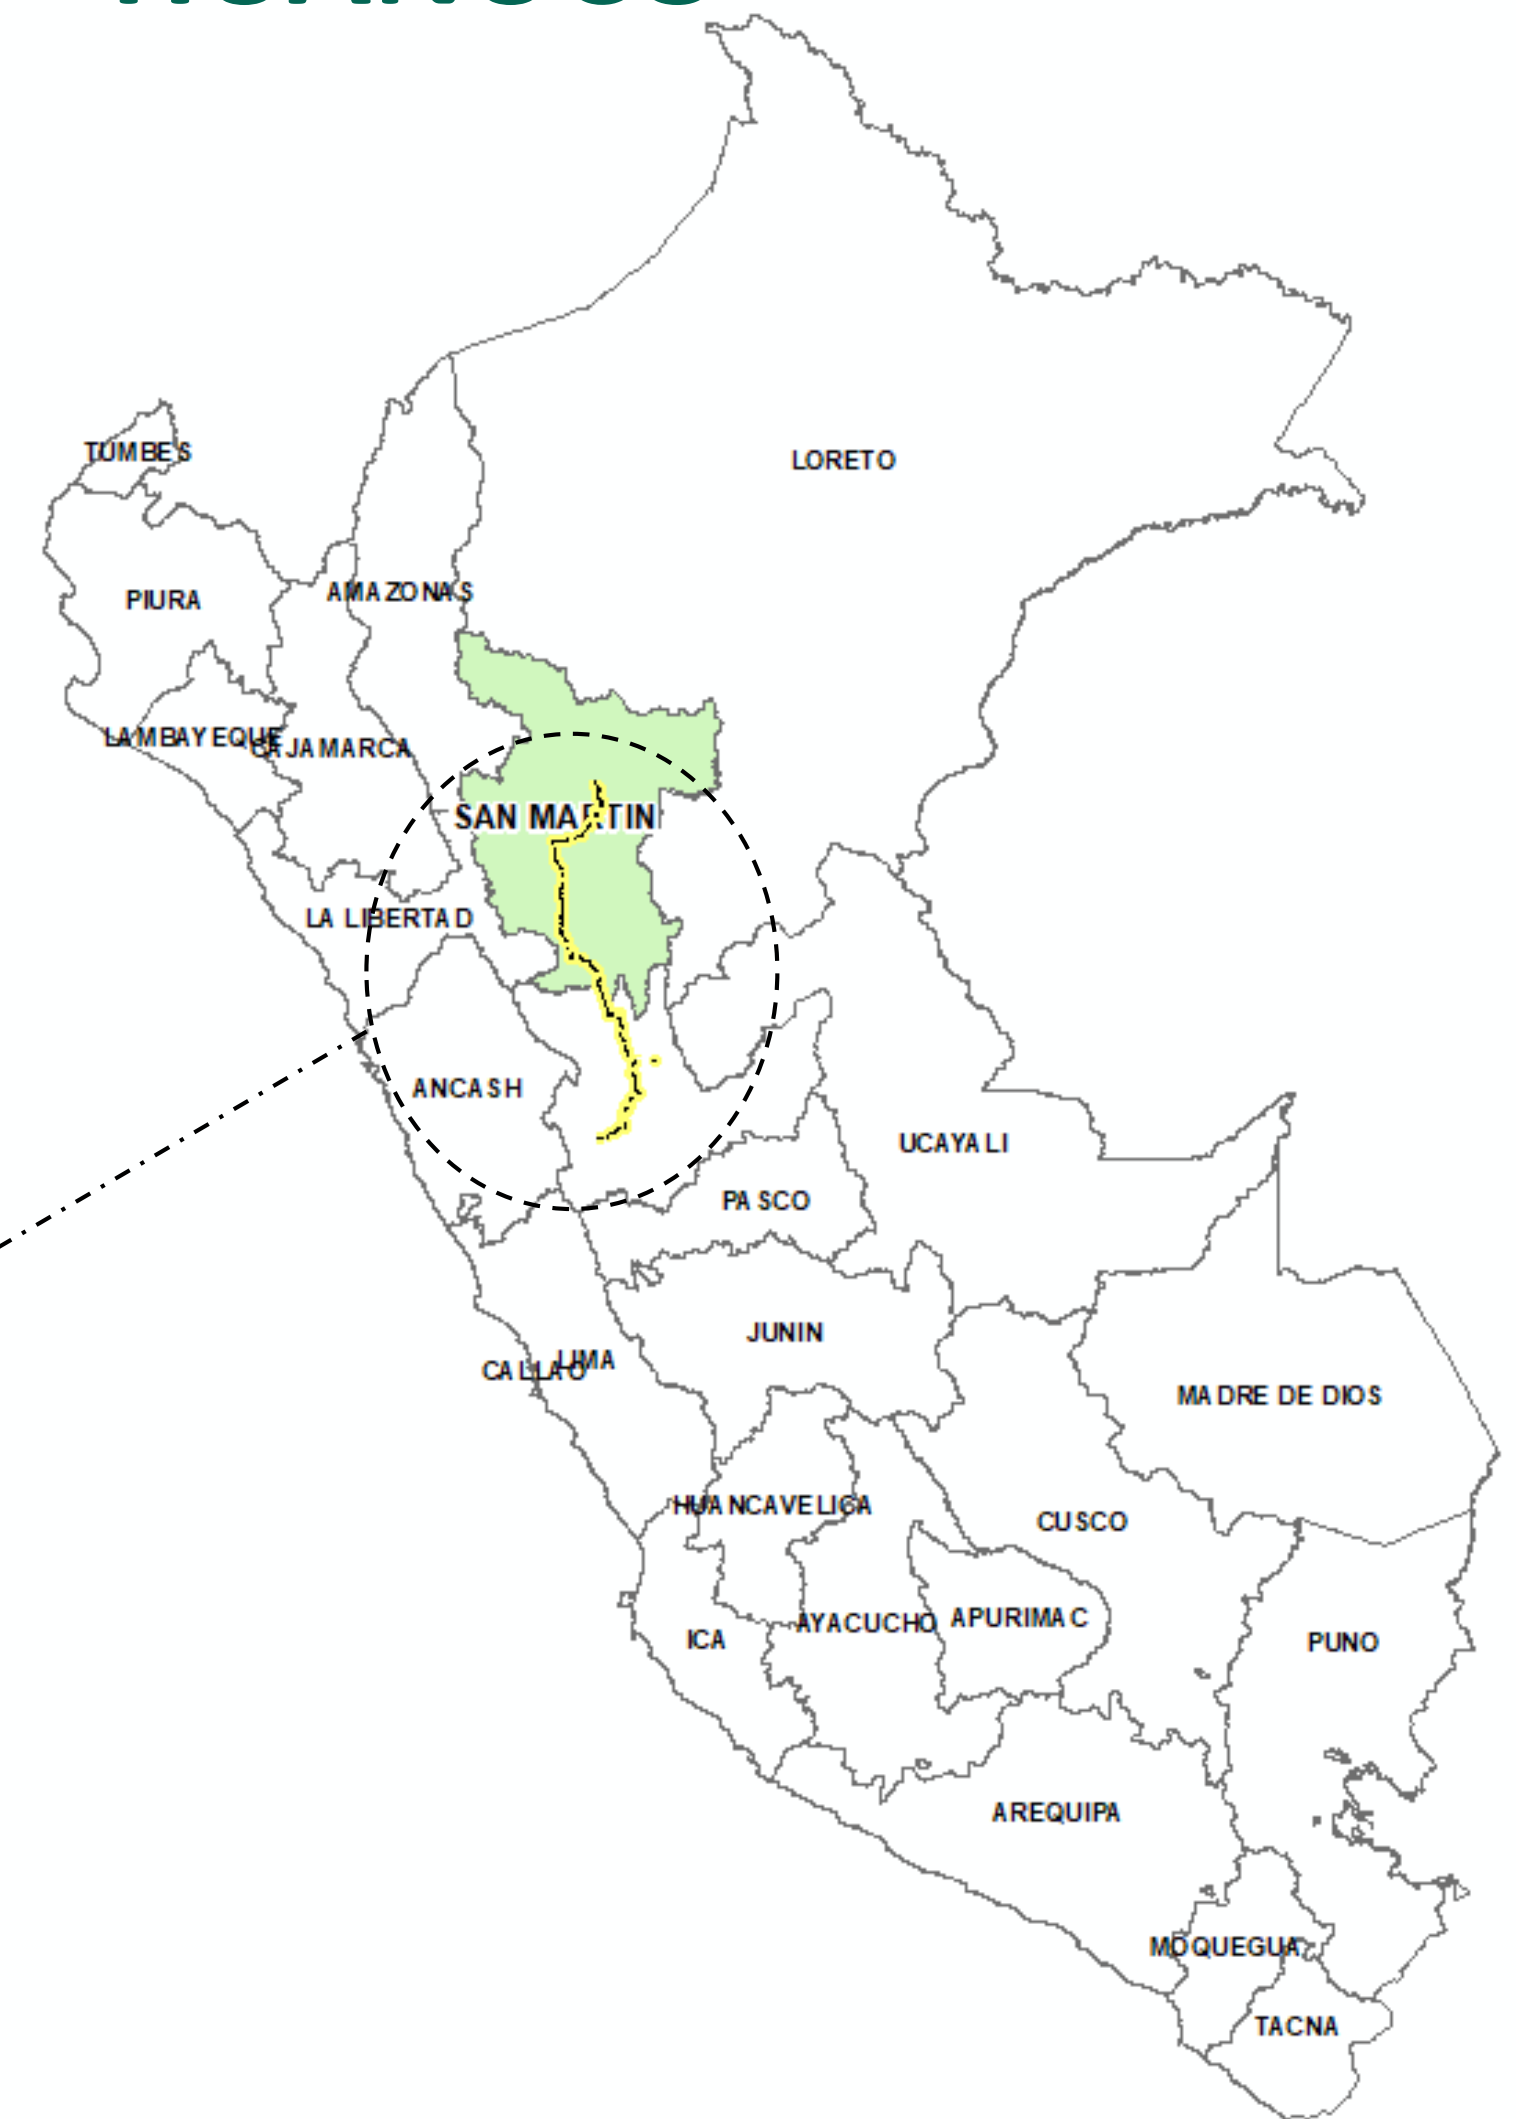 LORETO
TUMBES
PIURA
AMAZONAS
LAMBAYEQUE
CAJAMARCA
SAN MARTIN
LA LIBERTAD
ANCASH
UCAYALI
PASCO
JUNIN
LIMA
CALLAO
MADRE DE DIOS
HUANCAVELICA
CUSCO
AYACUCHO
APURIMAC
ICA
PUNO
AREQUIPA
MOQUEGUA
TACNA